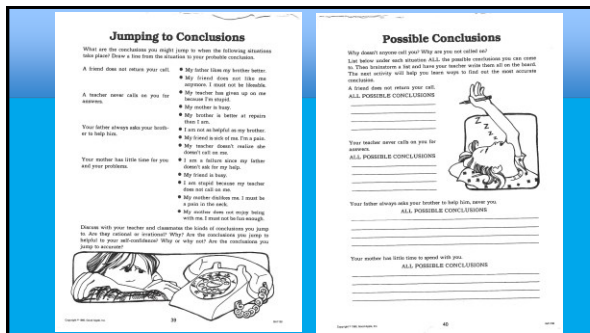 Jumping to Conclusions
What are the conclusions you might jump to when the following situations
take place? Draw a line from the situation to your probable conclusion.
A friend does not return your call.
A teacher never calls on you for
answers.
Your father always asks your broth-
er to help him.
Your mother has little time for you
and your problems.
• My father likes my brother better.
• My friend does not like me
anymore. I must not be likeable.
• My teacher has given up on me
because I'm stupid.
• My mother is busy.
• My brother is better at repairs
than I am.
• I am not as helpful as my brother.
• My friend is sick of me. I'm a pain.
• My teacher doesn't realize she
doesn't call on me.
• I am a failure since my father
doesn't ask for my help.
• My friend is busy.
• I am stupid because my teacher
does not call on me.
• My mother dislikes me. I must be
a pain in the neck.
• My mother does not enjoy being
with me. I must not be fun enough.
Discuss with your teacher and classmates the kinds of conclusions you jump
to. Are they rational or irrational? Why? Are the conclusions you jump to
helpful to your self-confidence? Why or why not? Are the conclusions you
jump to accurate?
Possible Conclusions
Why doesn't anyone call you? Why are you not called on?
List below under each situation ALL the possible conclusions you can come
to. Then brainstorm a list and have your teacher write them all on the board.
The next activity will help you learn ways to find out the most accurate
conclusion.
A friend does not return your call.
ALL POSSIBLE CONCLUSIONS
Z
Z
Z
Z
Your teacher never calls on you for
answers.
ALL POSSIBLE CONCLUSIONS
Your father always asks your brother to help him, never you.
ALL POSSIBLE CONCLUSIONS
Your mother has little time to spend with you.
ALL POSSIBLE CONCLUSIONS
40